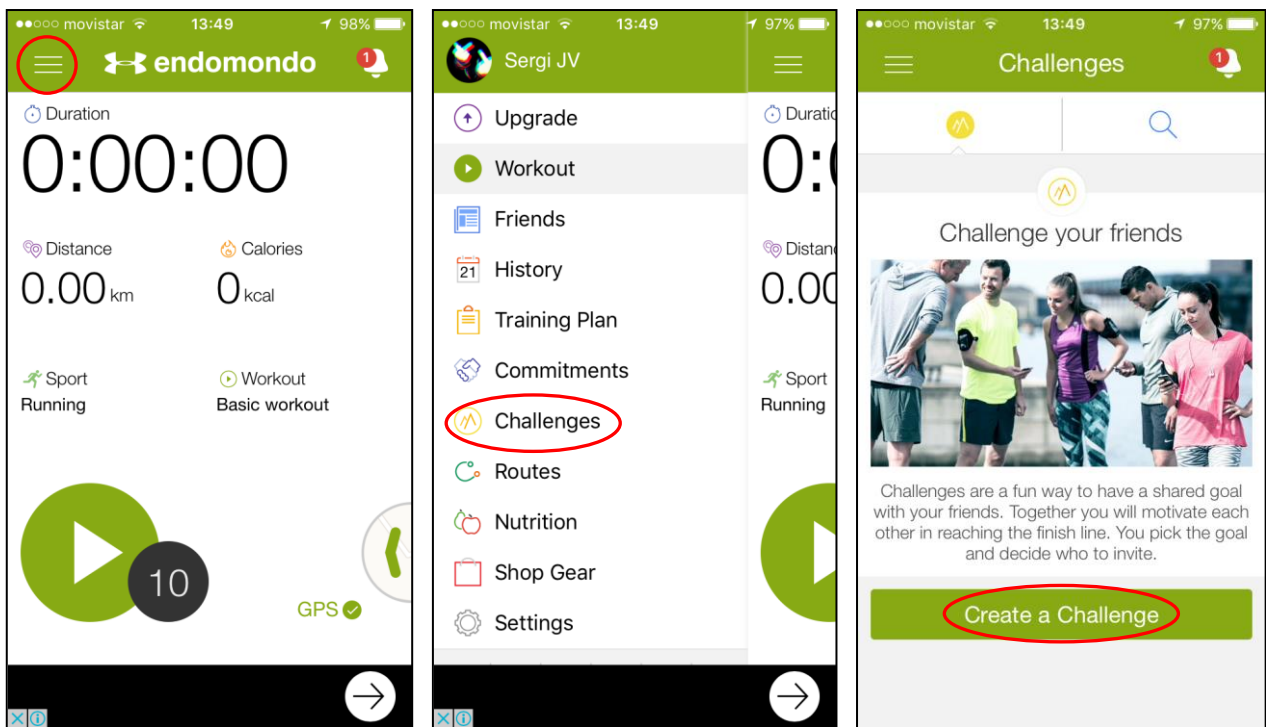 movistar 13:49 98%
endomondo 1
Duration
0:00:00
Distance Calories
0.00 km 0 kcal
Sport Workout
Running Basic workout
10
GPS
movistar 13:49 97%
Sergi JV
Upgrade
Workout
Friends
21 History
Training Plan
Commitments
Challenges
Routes
Nutrition
Shop Gear
Settings
Duratio
0:0
Distan
0.00
Sport
Running
movistar 13:49 97%
Challenges 1
Challenge your friends
Challenges are a fun way to have a shared goal
with your friends. Together you will motivate each
other in reaching the finish line. You pick the goal
and decide who to invite.
Create a Challenge